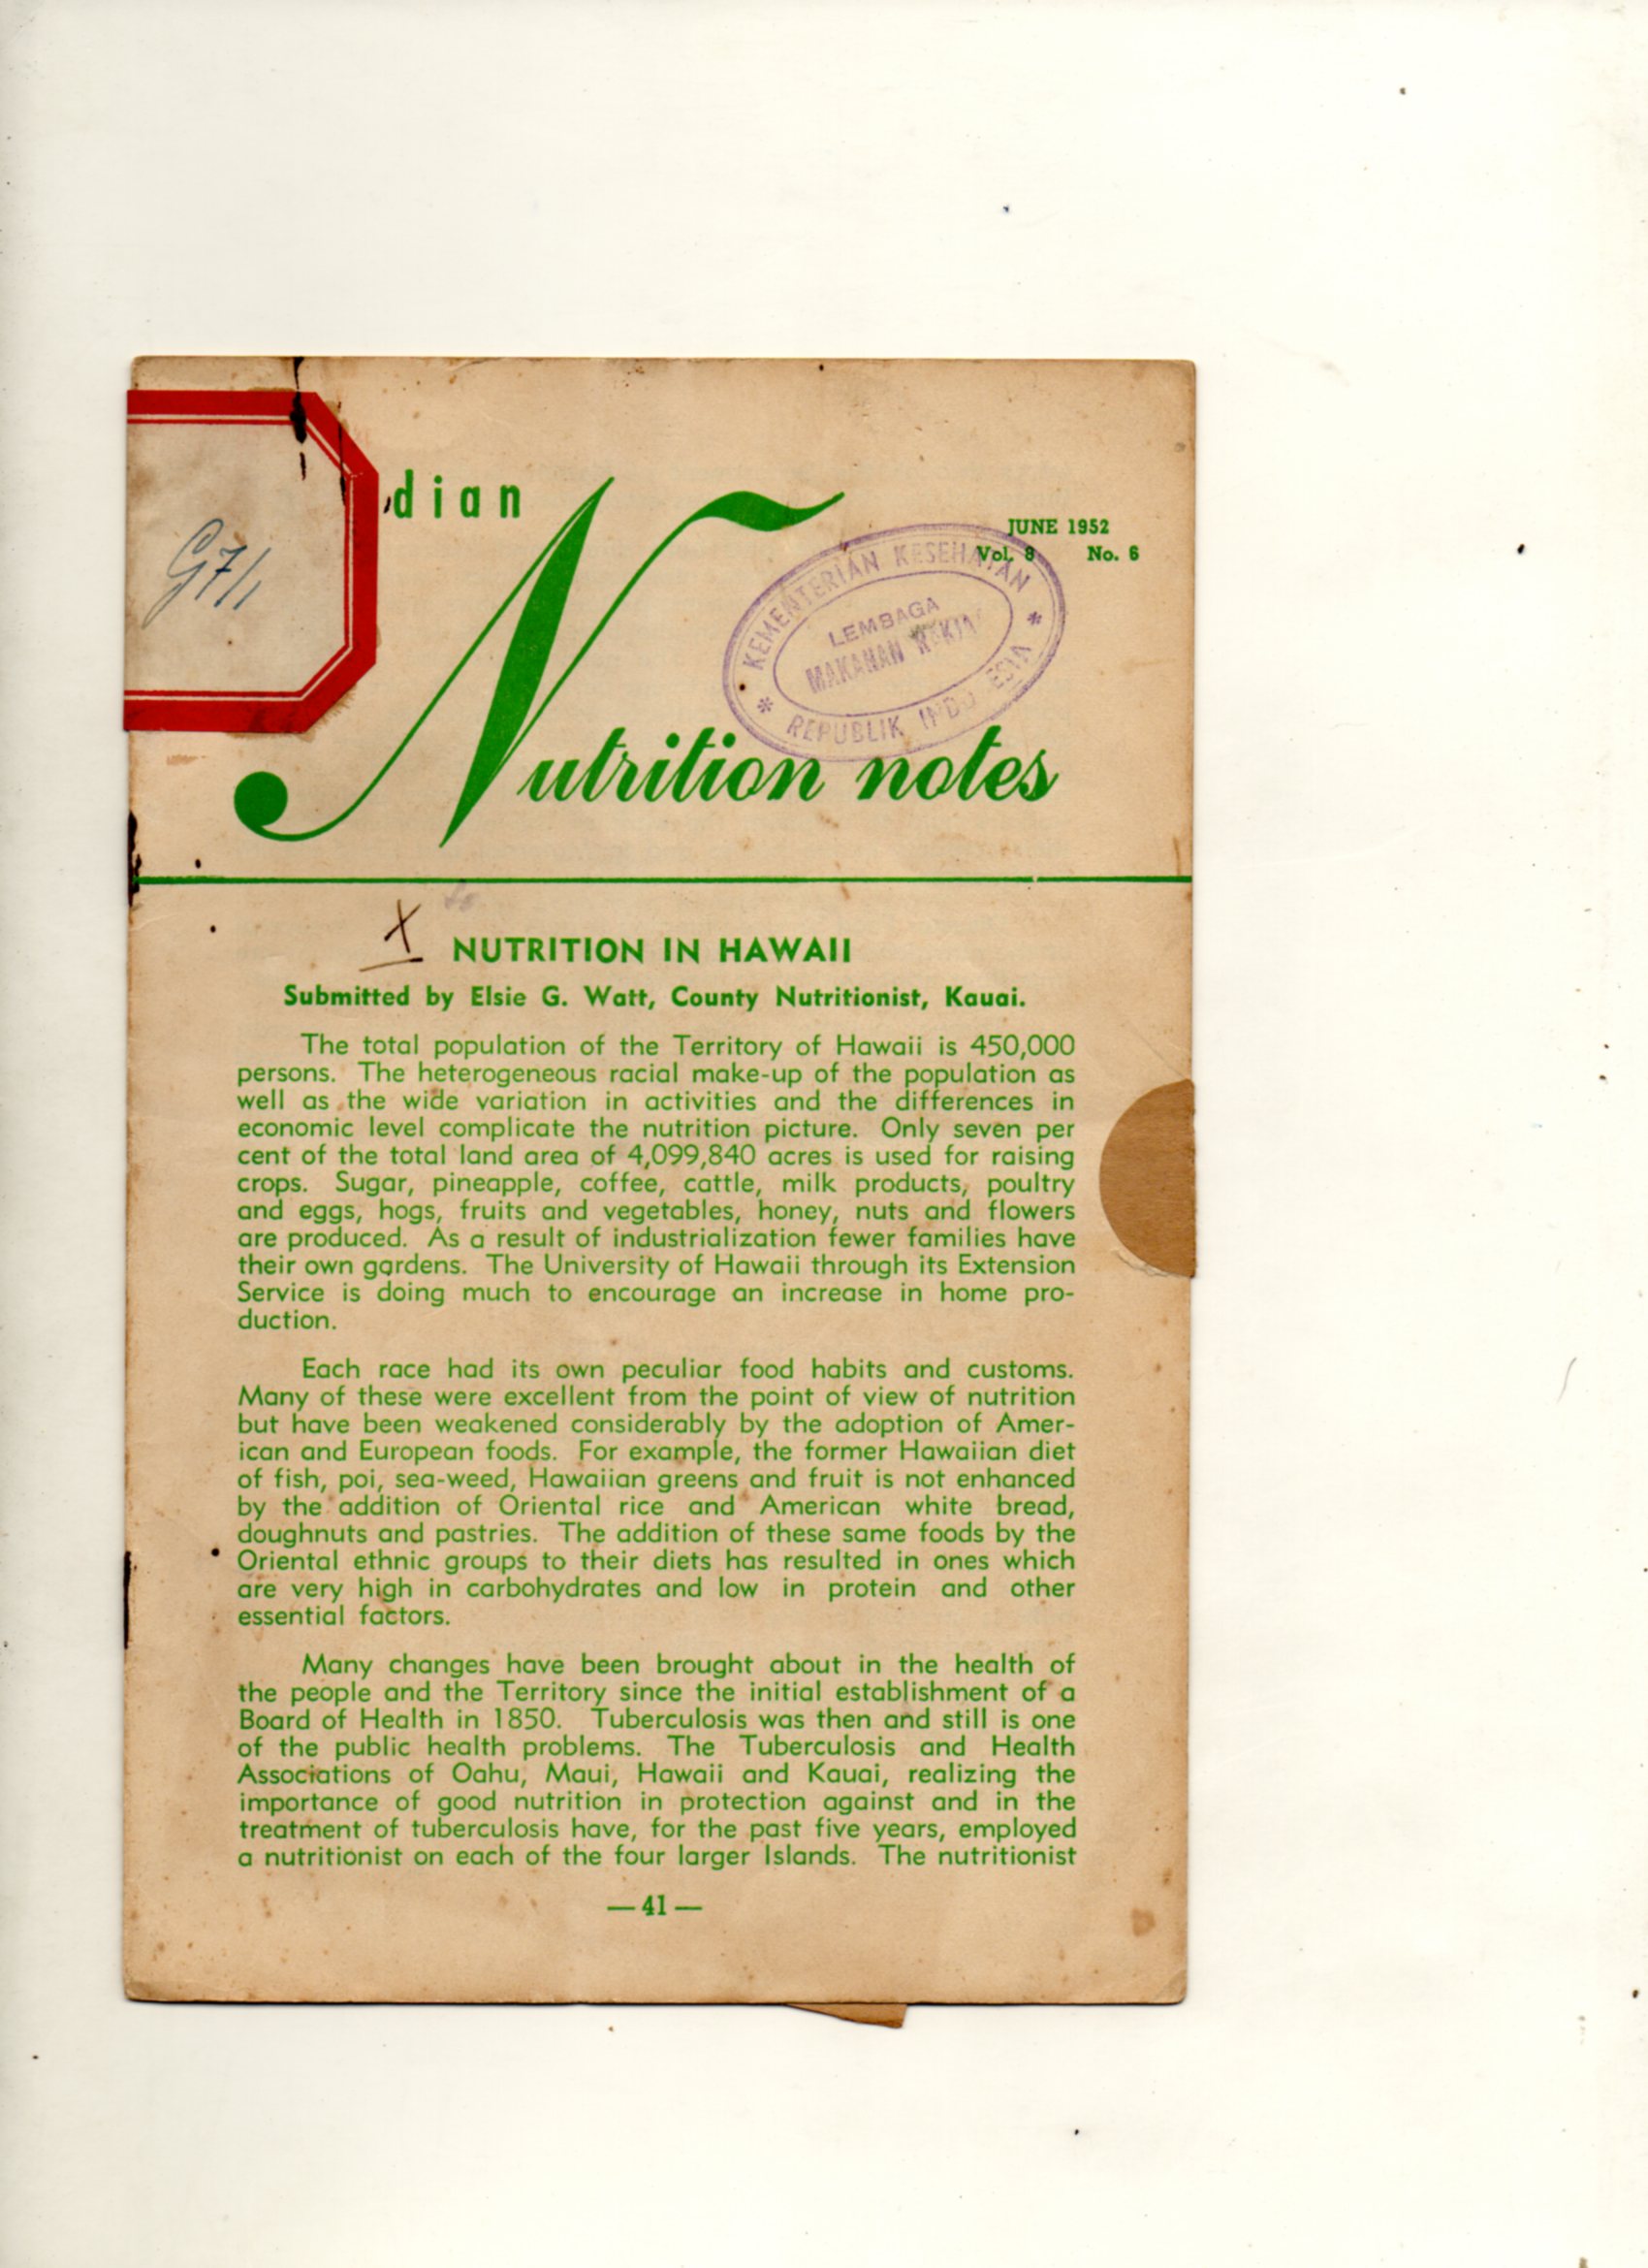 G7/1
dian
JUNE 1952
Vol. 8 No. 6
KEMENTERIAN KESEHATAN
LEMBAGA
MAKANAN
REPUBLIK INDO ESIA
Nutrition notes
X
NUTRITION IN HAWAII
Submitted by Elsie G. Watt, County Nutritionist, Kauai.
The total population of the Territory of Hawaii is 450,000
persons. The heterogeneous racial make-up of the population as
well as the wide variation in activities and the differences in
economic level complicate the nutrition picture. Only seven per
cent of the total land area of 4,099,840 acres is used for raising
crops. Sugar, pineapple, coffee, cattle, milk products, poultry
and eggs, hogs, fruits and vegetables, honey, nuts and flowers
are produced. As a result of industrialization fewer families have
their own gardens. The University of Hawaii through its Extension
Service is doing much to encourage an increase in home pro-
duction.
Each race had its own peculiar food habits and customs.
Many of these were excellent from the point of view of nutrition
but have been weakened considerably by the adoption of Amer-
ican and European foods. For example, the former Hawaiian diet
of fish, poi, sea-weed, Hawaiian greens and fruit is not enhanced
by the addition of Oriental rice and American white bread,
doughnuts and pastries. The addition of these same foods by the
Oriental ethnic groups to their diets has resulted in ones which
are very high in carbohydrates and low in protein and other
essential factors.
Many changes have been brought about in the health of
the people and the Territory since the initial establishment of a
Board of Health in 1850. Tuberculosis was then and still is one
of the public health problems. The Tuberculosis and Health
Associations of Oahu, Maui, Hawaii and Kauai, realizing the
importance of good nutrition in protection against and in the
treatment of tuberculosis have, for the past five years, employed
a nutritionist on each of the four larger Islands. The nutritionist
— 41 —